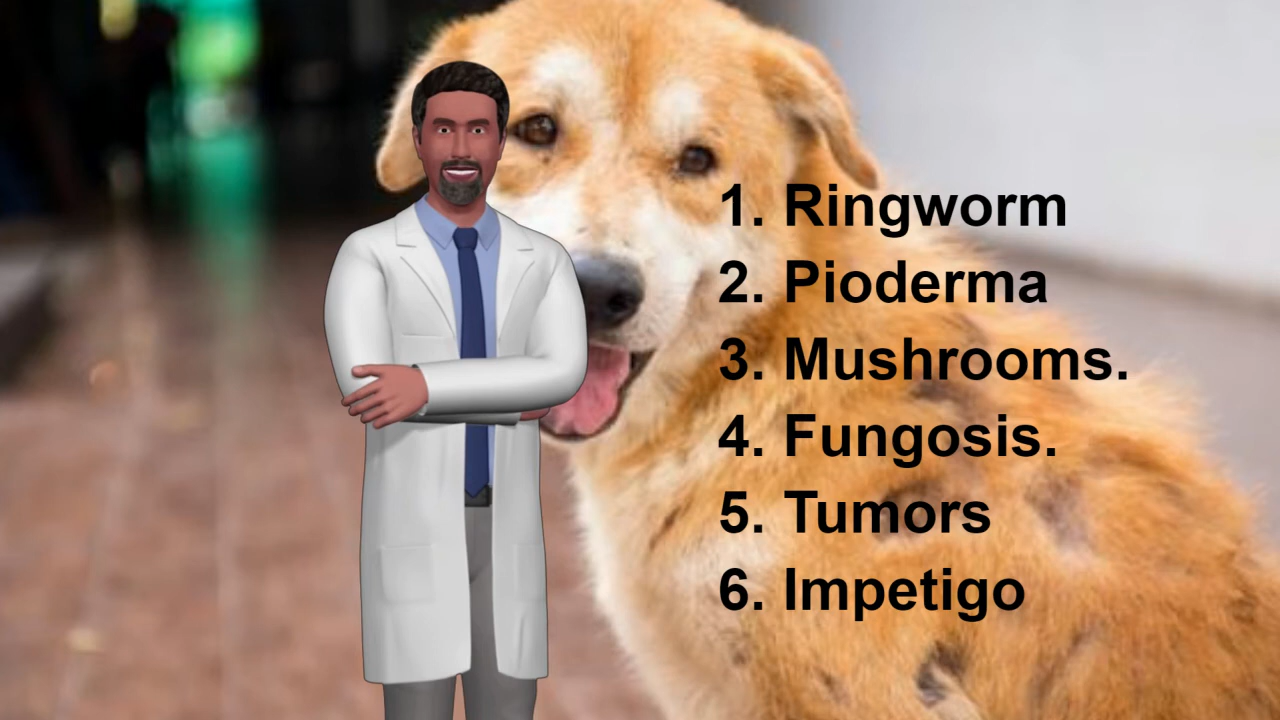 1. Ringworm
2. Pioderma
3. Mushrooms.
4. Fungosis.
5. Tumors
6. Impetigo